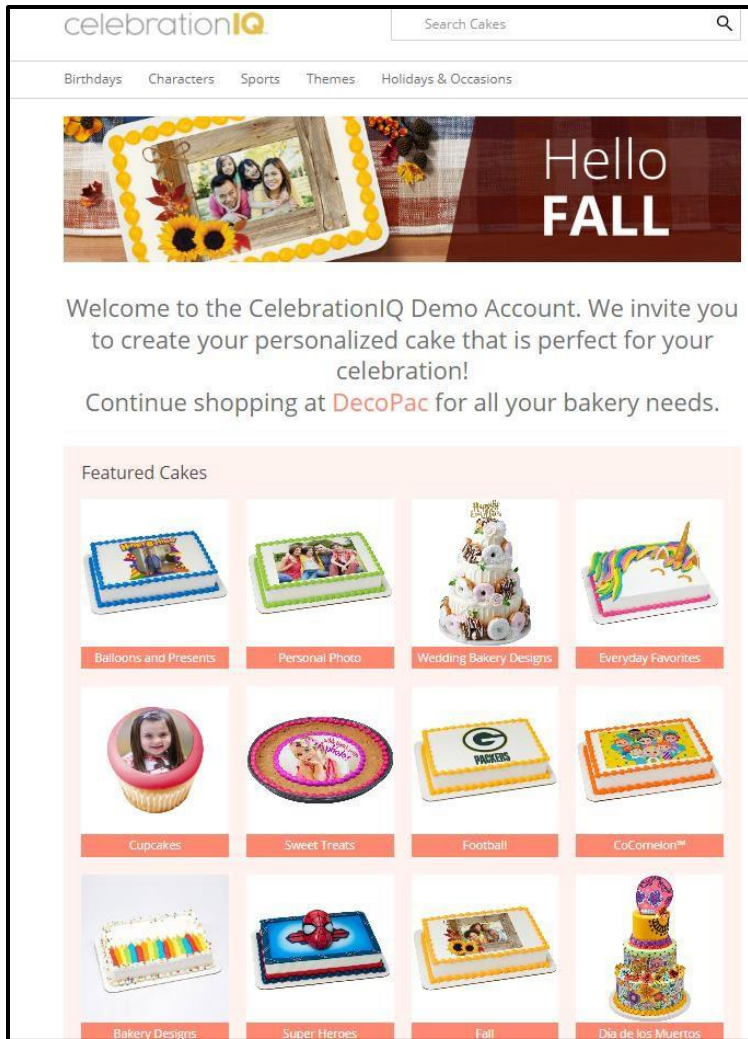 celebrationIQ
Search Cakes
Birthdays Characters Sports Themes Holidays & Occasions
Hello
FALL
Welcome to the CelebrationIQ Demo Account. We invite you
to create your personalized cake that is perfect for your
celebration!
Continue shopping at DecoPac for all your bakery needs.
Featured Cakes
Balloons and Presents
Personal Photo
Wedding Bakery Designs
Everyday Favorites
Cupcakes
Sweet Treats
G
PACKERS
Football
CoComelon™
Bakery Designs
Super Heroes
Fall
Día de los Muertos